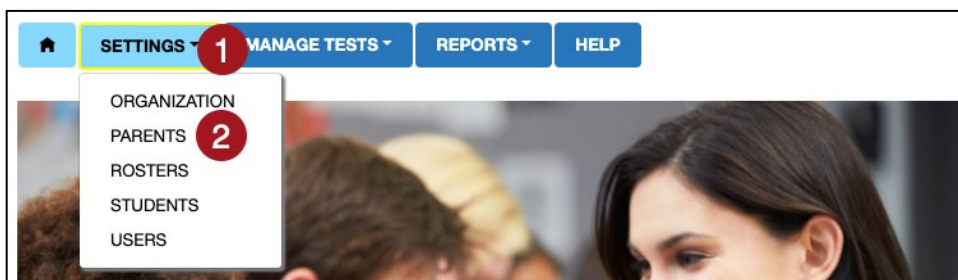 SETTINGS 1 MANAGE TESTS REPORTS HELP
ORGANIZATION
PARENTS 2
ROSTERS
STUDENTS
USERS